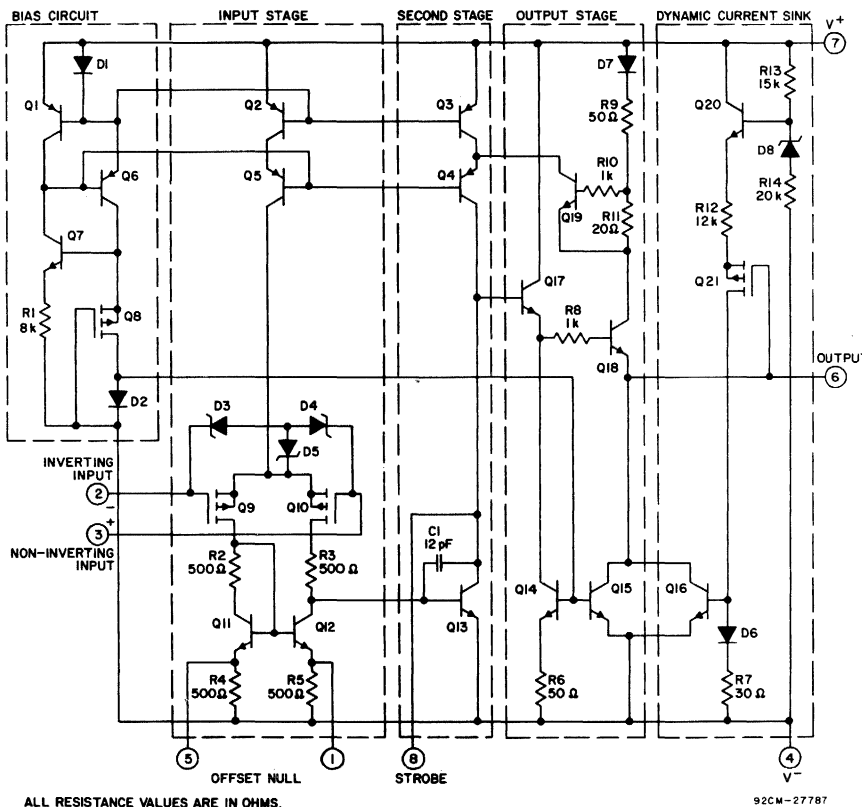 BIAS CIRCUIT
INPUT STAGE
SECOND STAGE
OUTPUT STAGE
DYNAMIC CURRENT SINK
V+
7
D1
Q1
Q2
Q3
D7
R9
50Ω
Q20
R13
15k
Q6
Q5
Q4
R10
1k
Q19
R11
20Ω
D8
R14
20k
R12
12k
Q7
Q17
Q21
R1
8k
Q8
R8
1k
Q18
OUTPUT
6
D2
D3
D4
D5
INVERTING
INPUT
2
-
Q9
Q10
+
3
NON-INVERTING
INPUT
C1
12pF
R2
500Ω
R3
500Ω
Q11
Q12
Q13
Q14
Q15
Q16
D6
R4
500Ω
R5
500Ω
R6
50Ω
R7
30Ω
5
1
8
4
OFFSET NULL
STROBE
V-
ALL RESISTANCE VALUES ARE IN OHMS.
92CM-27787